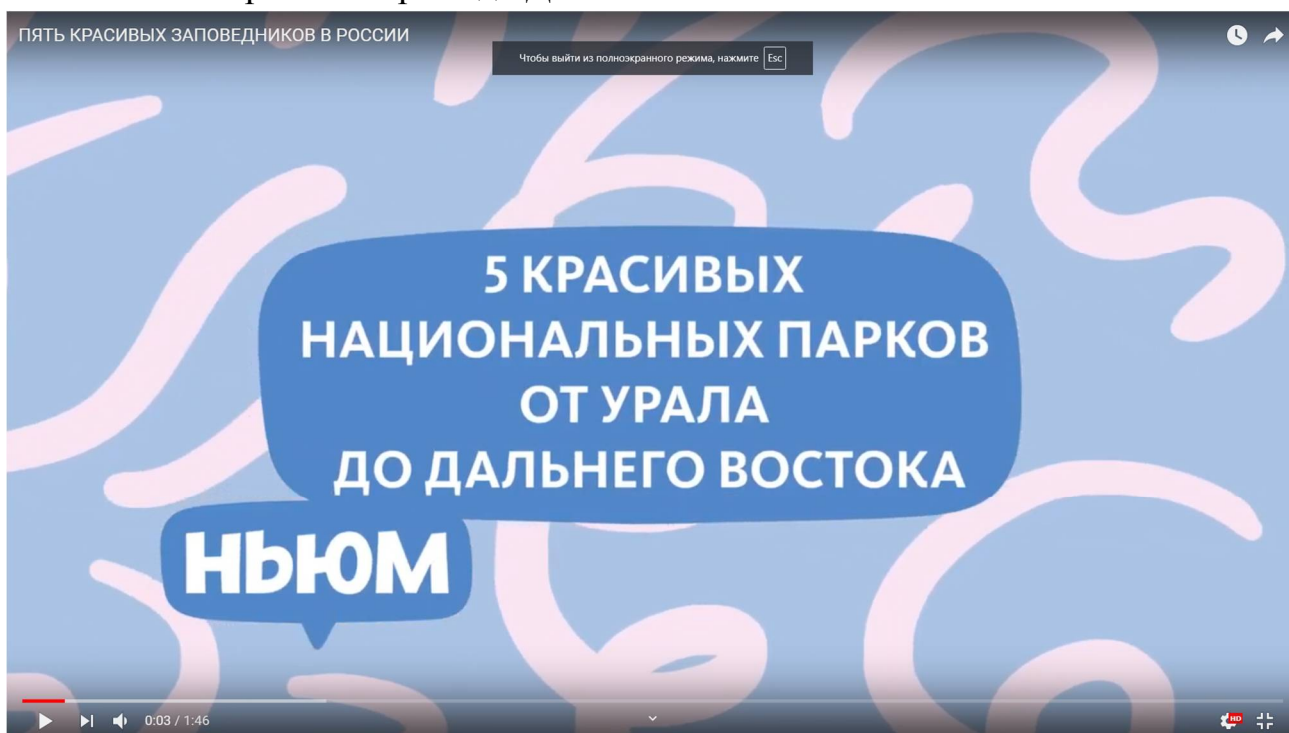 ПЯТЬ КРАСИВЫХ ЗАПОВЕДНИКОВ В РОССИИ
Чтобы выйти из полноэкранного режима, нажмите Esc
5 КРАСИВЫХ
НАЦИОНАЛЬНЫХ ПАРКОВ
ОТ УРАЛА
ДО ДАЛЬНЕГО ВОСТОКА
НЬЮМ
0:03 / 1:46
HD